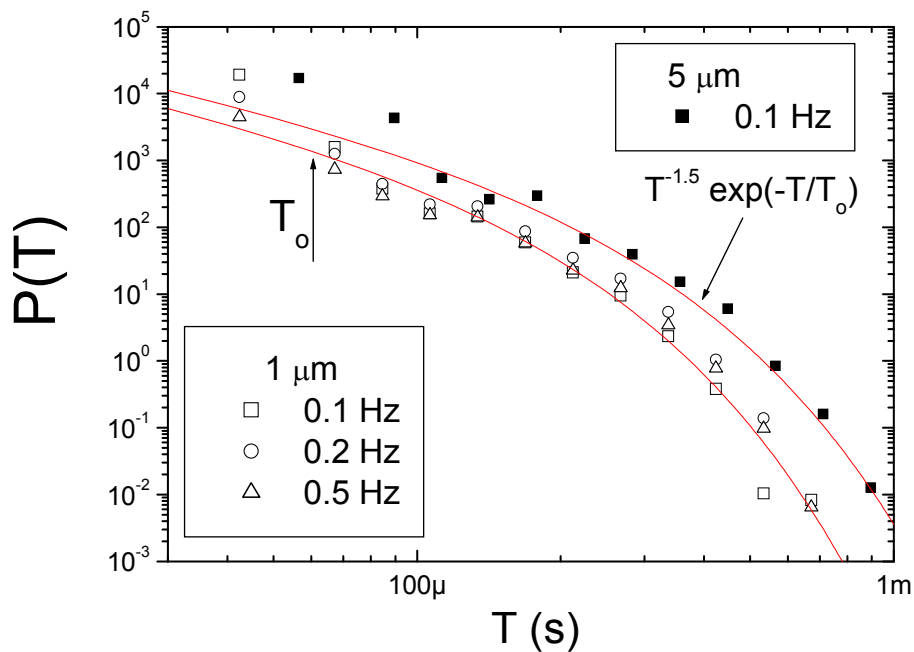 10^5
10^4
10^3
10^2
10^1
10^0
10^-1
10^-2
10^-3
P(T)
5 μm
■ 0.1 Hz
T^-1.5 exp(-T/T_o)
T_o
1 μm
□ 0.1 Hz
○ 0.2 Hz
△ 0.5 Hz
100μ 1m
T (s)